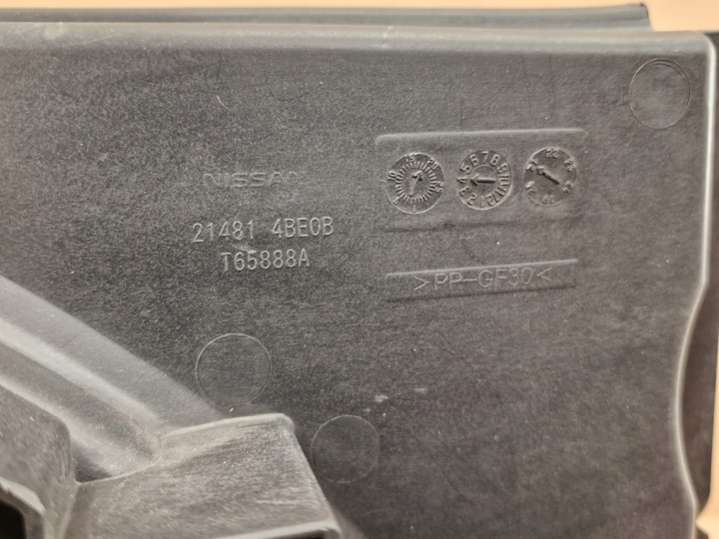 NISSAN
21481 4BE0B
T65888A
>PP-GF30<